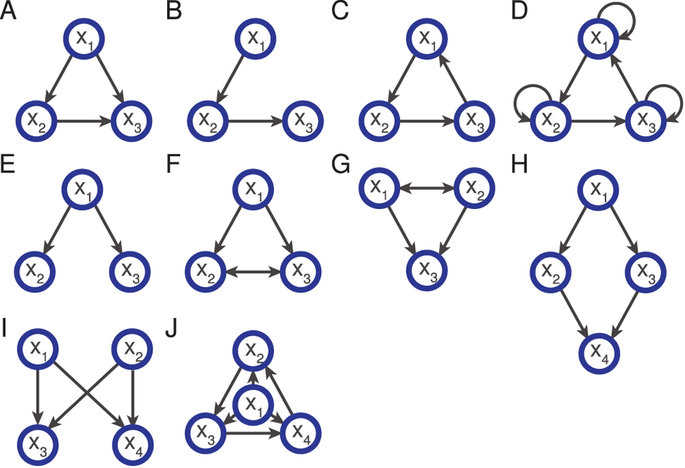 A B C D
X₁ X₁ X₁ X₁
X₂ X₃ X₂ X₃ X₂ X₃ X₂ X₃
E F G H
X₁ X₁ X₁ X₂ X₁
X₂ X₃ X₂ X₃ X₃ X₂ X₃
X₄
I J
X₁ X₂ X₂
X₁
X₃ X₄ X₃ X₄